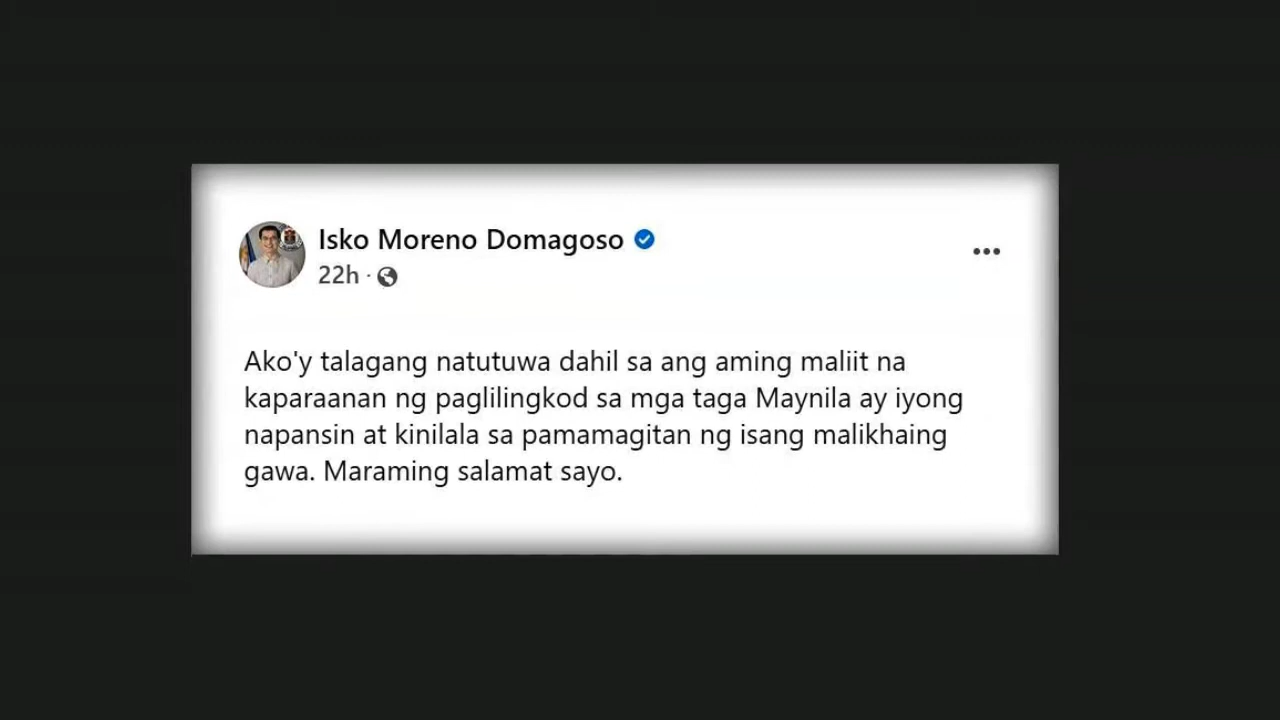 Isko Moreno Domagoso
22h ·
Ako'y talagang natutuwa dahil sa ang aming maliit na
kaparaanan ng paglilingkod sa mga taga Maynila ay iyong
napansin at kinilala sa pamamagitan ng isang malikhaing
gawa. Maraming salamat sayo.